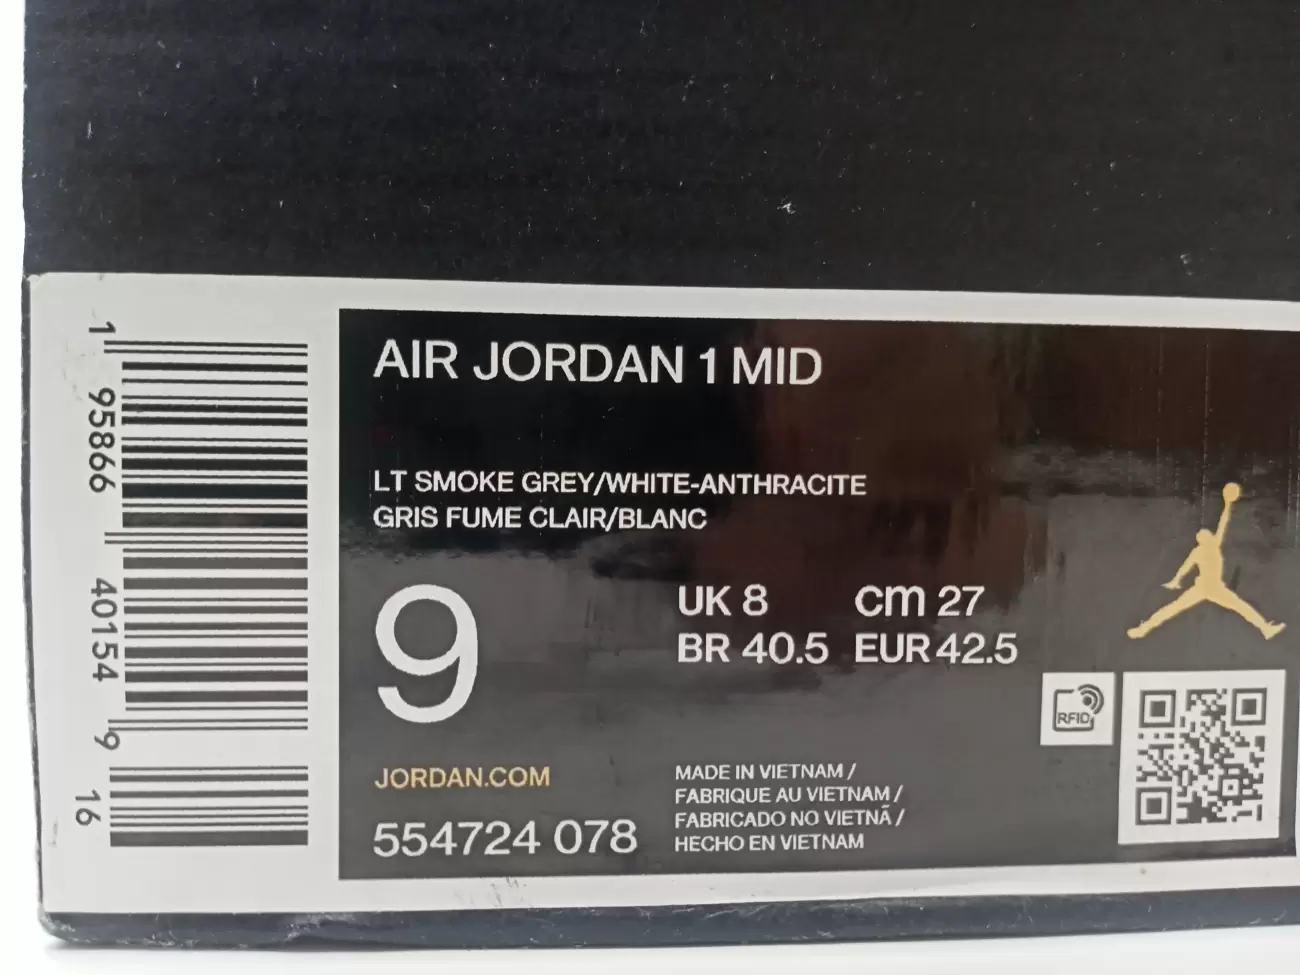 AIR JORDAN 1 MID
LT SMOKE GREY/WHITE-ANTHRACITE
GRIS FUME CLAIR/BLANC
9
UK 8 CM 27
BR 40.5 EUR 42.5
RFID
JORDAN.COM
554724 078
MADE IN VIETNAM /
FABRIQUE AU VIETNAM /
FABRICADO NO VIETNÃ /
HECHO EN VIETNAM
1 95866 40154 9 16